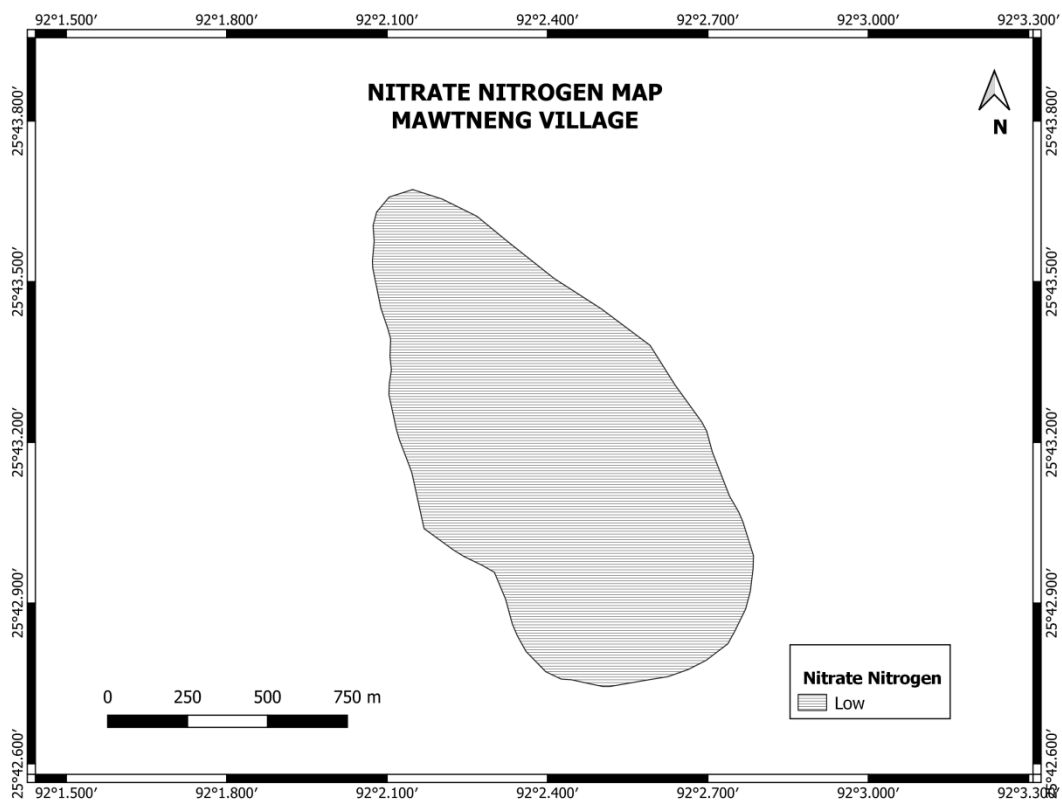 92°1.500′ 92°1.800′ 92°2.100′ 92°2.400′ 92°2.700′ 92°3.000′ 92°3.300′
NITRATE NITROGEN MAP
MAWTNENG VILLAGE
N
25°43.800′ 25°43.800′
25°43.500′ 25°43.500′
25°43.200′ 25°43.200′
25°42.900′ 25°42.900′
25°42.600′ 25°42.600′
0 250 500 750 m
Nitrate Nitrogen
Low
92°1.500′ 92°1.800′ 92°2.100′ 92°2.400′ 92°2.700′ 92°3.000′ 92°3.300′